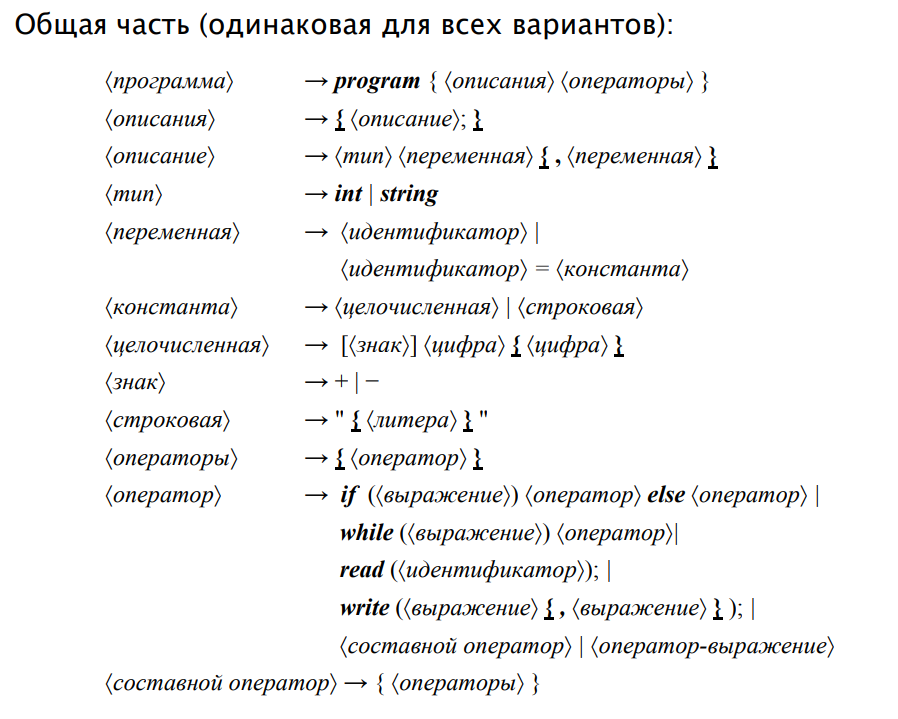 Общая часть (одинаковая для всех вариантов):
⟨программа⟩ → program { ⟨описания⟩ ⟨операторы⟩ }
⟨описания⟩ → { ⟨описание⟩; }
⟨описание⟩ → ⟨тип⟩ ⟨переменная⟩ { , ⟨переменная⟩ }
⟨тип⟩ → int | string
⟨переменная⟩ → ⟨идентификатор⟩ |
⟨идентификатор⟩ = ⟨константа⟩
⟨константа⟩ → ⟨целочисленная⟩ | ⟨строковая⟩
⟨целочисленная⟩ → [⟨знак⟩] ⟨цифра⟩ { ⟨цифра⟩ }
⟨знак⟩ → + | −
⟨строковая⟩ → " { ⟨литера⟩ } "
⟨операторы⟩ → { ⟨оператор⟩ }
⟨оператор⟩ → if (⟨выражение⟩) ⟨оператор⟩ else ⟨оператор⟩ |
while (⟨выражение⟩) ⟨оператор⟩|
read (⟨идентификатор⟩); |
write (⟨выражение⟩ { , ⟨выражение⟩ } ); |
⟨составной оператор⟩ | ⟨оператор-выражение⟩
⟨составной оператор⟩ → { ⟨операторы⟩ }